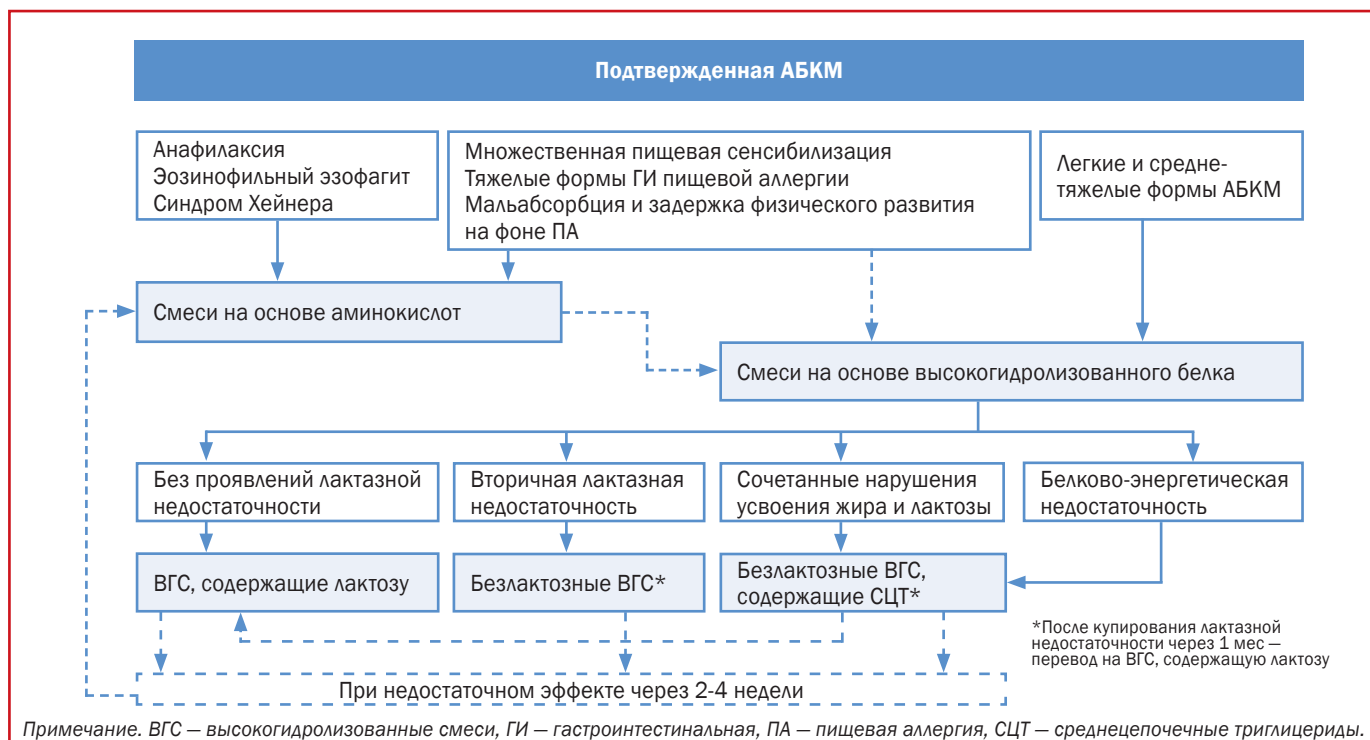 Подтвержденная АБКМ
Анафилаксия
Эозинофильный эзофагит
Синдром Хейнера
Множественная пищевая сенсибилизация
Тяжелые формы ГИ пищевой аллергии
Мальабсорбция и задержка физического развития
на фоне ПА
Легкие и средне-
тяжелые формы АБКМ
Смеси на основе аминокислот
Смеси на основе высокогидролизованного белка
Без проявлений лактазной
недостаточности
Вторичная лактазная
недостаточность
Сочетанные нарушения
усвоения жира и лактозы
Белково-энергетическая
недостаточность
ВГС, содержащие лактозу
Безлактозные ВГС*
Безлактозные ВГС,
содержащие СЦТ*
*После купирования лактазной
недостаточности через 1 мес —
перевод на ВГС, содержащую лактозу
При недостаточном эффекте через 2-4 недели
Примечание. ВГС — высокогидролизованные смеси, ГИ — гастроинтестинальная, ПА — пищевая аллергия, СЦТ — среднецепочечные триглицериды.